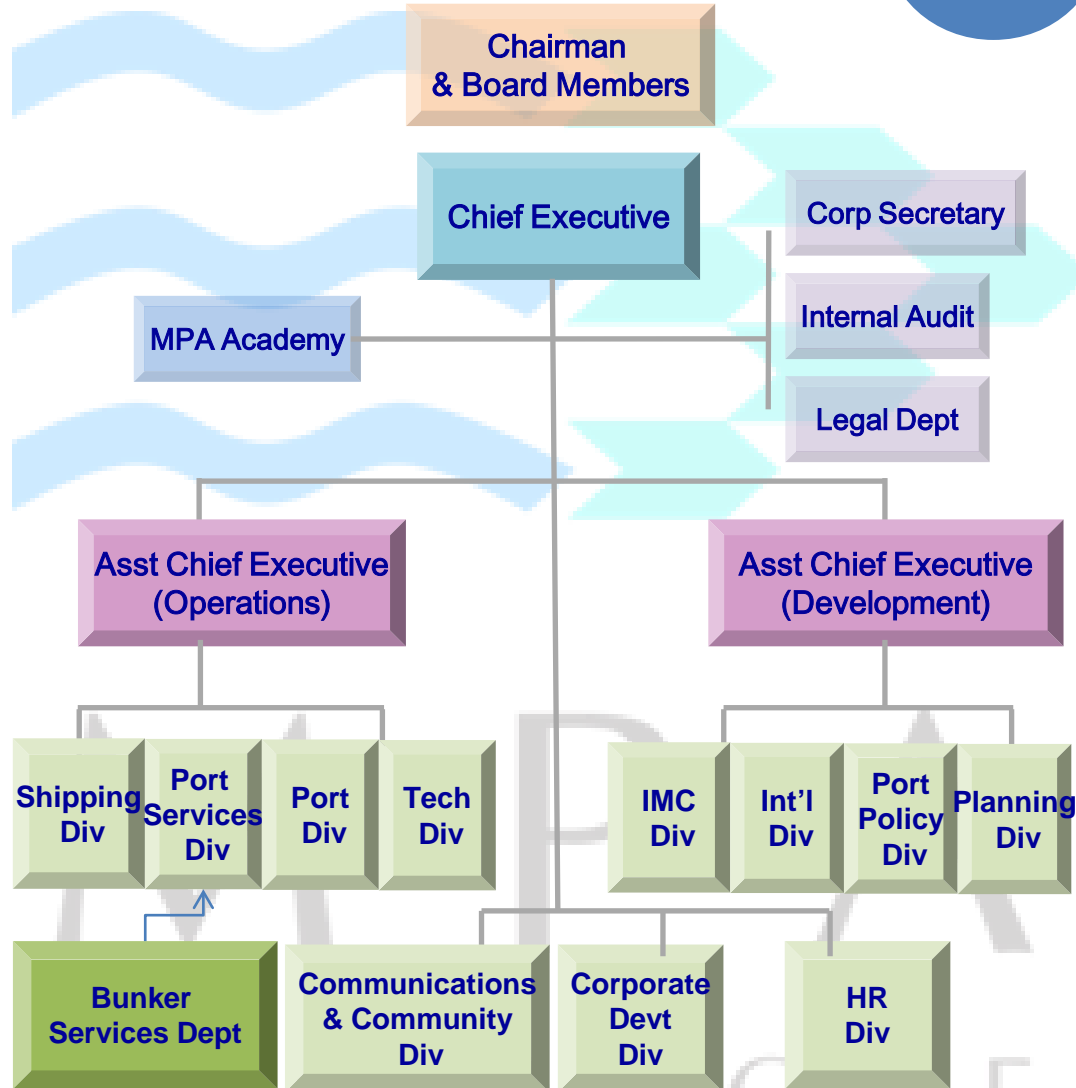 Chairman
& Board Members
Chief Executive
Corp Secretary
Internal Audit
MPA Academy
Legal Dept
Asst Chief Executive
(Operations)
Asst Chief Executive
(Development)
Shipping
Div
Port
Services
Div
Port
Div
Tech
Div
IMC
Div
Int'l
Div
Port
Policy
Div
Planning
Div
Bunker
Services Dept
Communications
& Community
Div
Corporate
Devt
Div
HR
Div
M P A